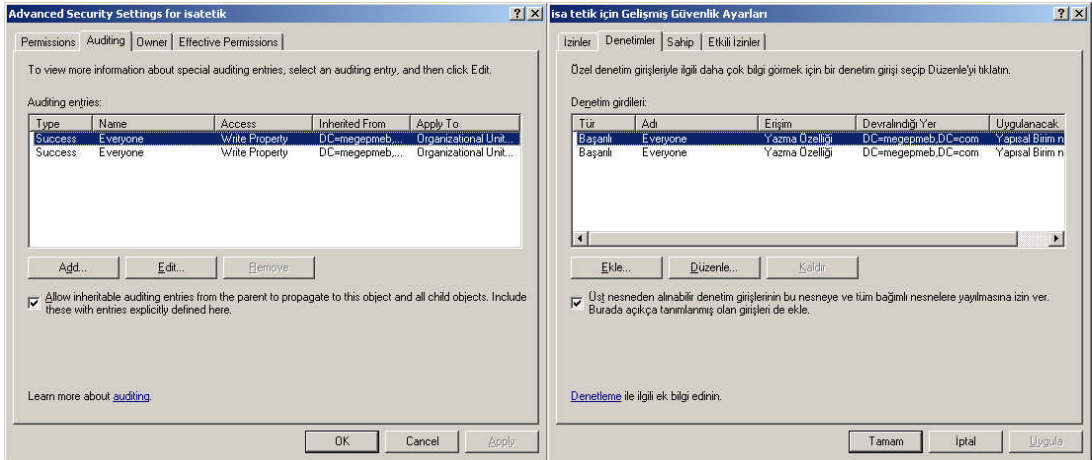 Advanced Security Settings for isatetik
Permissions Auditing Owner Effective Permissions
To view more information about special auditing entries, select an auditing entry, and then click Edit.
Auditing entries:
Type Name Access Inherited From Apply To
Success Everyone Write Property DC=megepmeb,... Organizational Unit...
Success Everyone Write Property DC=megepmeb,... Organizational Unit...
Add... Edit... Remove
Allow inheritable auditing entries from the parent to propagate to this object and all child objects. Include
these with entries explicitly defined here.
Learn more about auditing.
OK Cancel Apply
isa tetik için Gelişmiş Güvenlik Ayarları
İzinler Denetimler Sahip Etkili İzinler
Özel denetim girişleriyle ilgili daha çok bilgi görmek için bir denetim girişi seçip Düzenle'yi tıklatın.
Denetim girdileri:
Tür Adı Erişim Devralındığı Yer Uygulanacak
Başarılı Everyone Yazma Özelliği DC=megepmeb,DC=com Yapısal Birim n
Başarılı Everyone Yazma Özelliği DC=megepmeb,DC=com Yapısal Birim n
Ekle... Düzenle... Kaldır
Üst nesneden alınabilir denetim girişlerinin bu nesneye ve tüm bağımlı nesnelere yayılmasına izin ver.
Burada açıkça tanımlanmış olan girişleri de ekle.
Denetleme ile ilgili ek bilgi edinin.
Tamam İptal Uygula